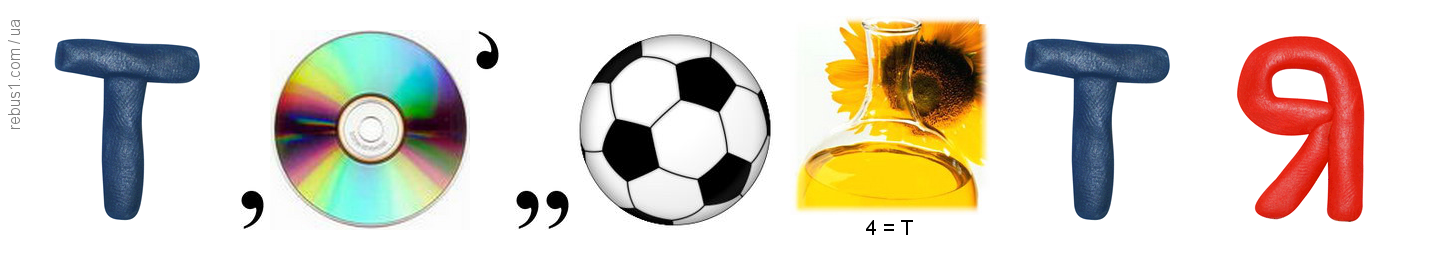 rebus1.com/ua
Т , ’ ,, Т Я
4 = Т